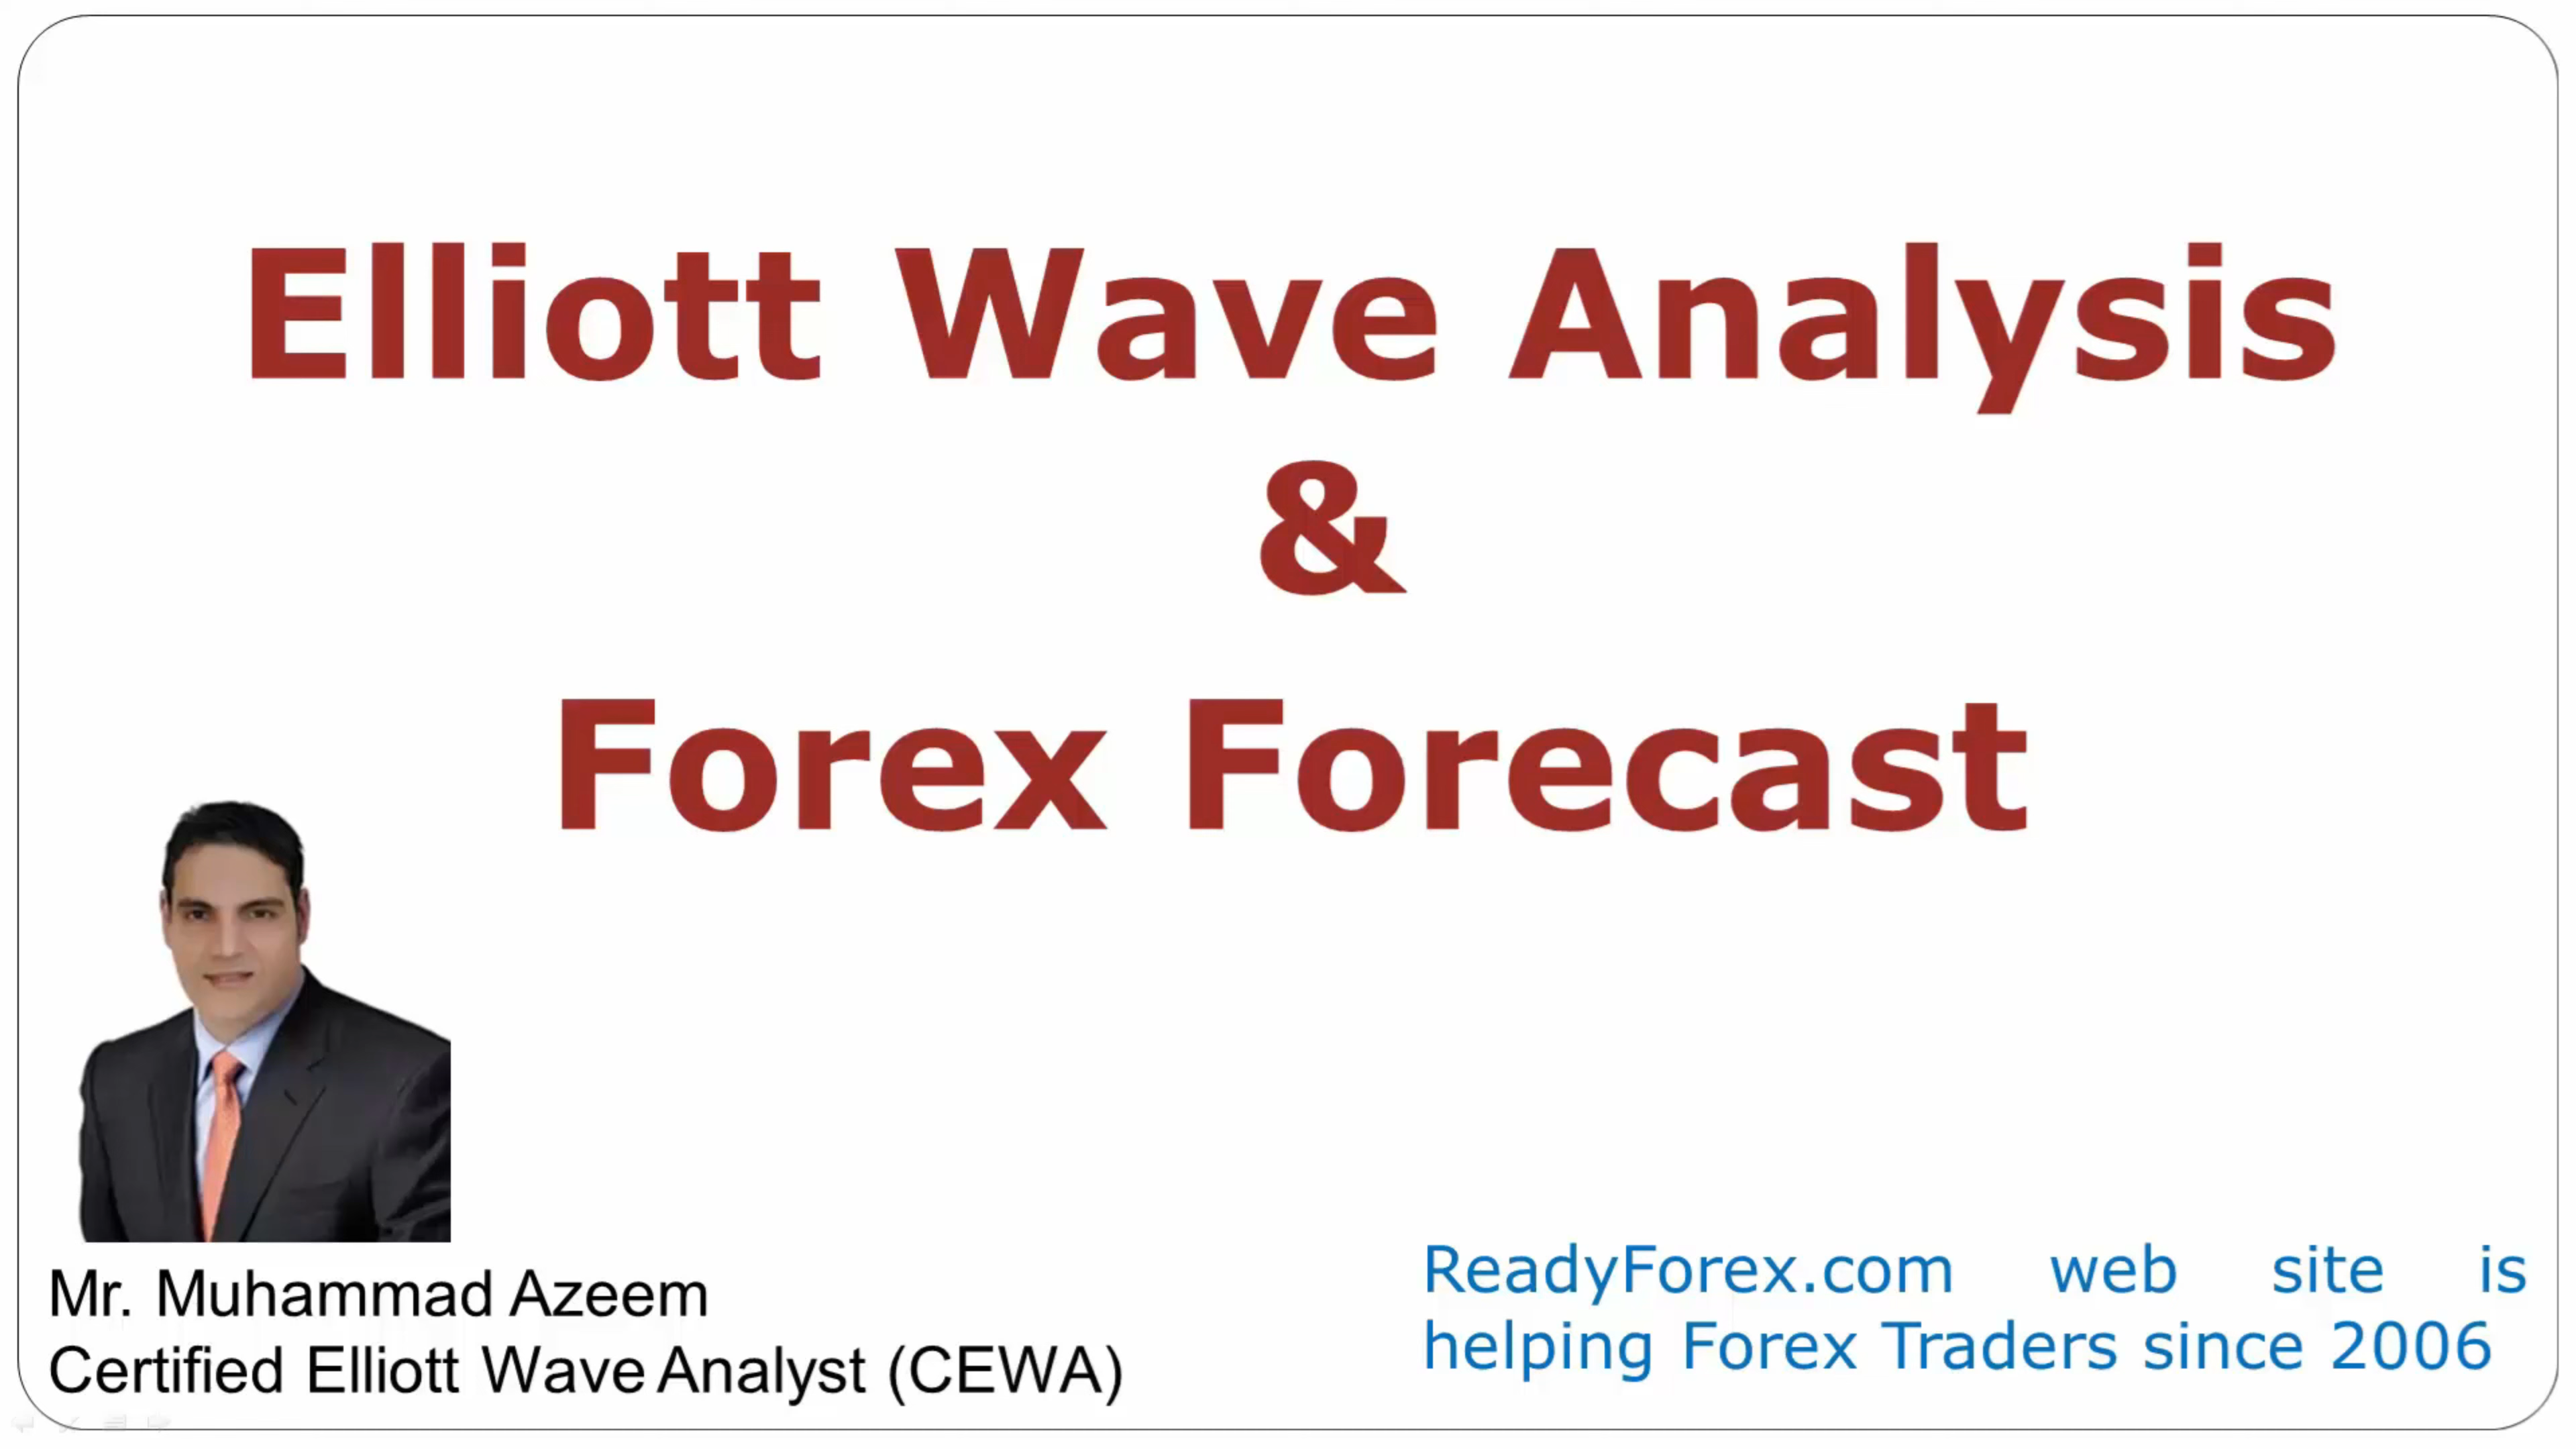 Elliott Wave Analysis
&
Forex Forecast
Mr. Muhammad Azeem
Certified Elliott Wave Analyst (CEWA)
ReadyForex.com web site is
helping Forex Traders since 2006